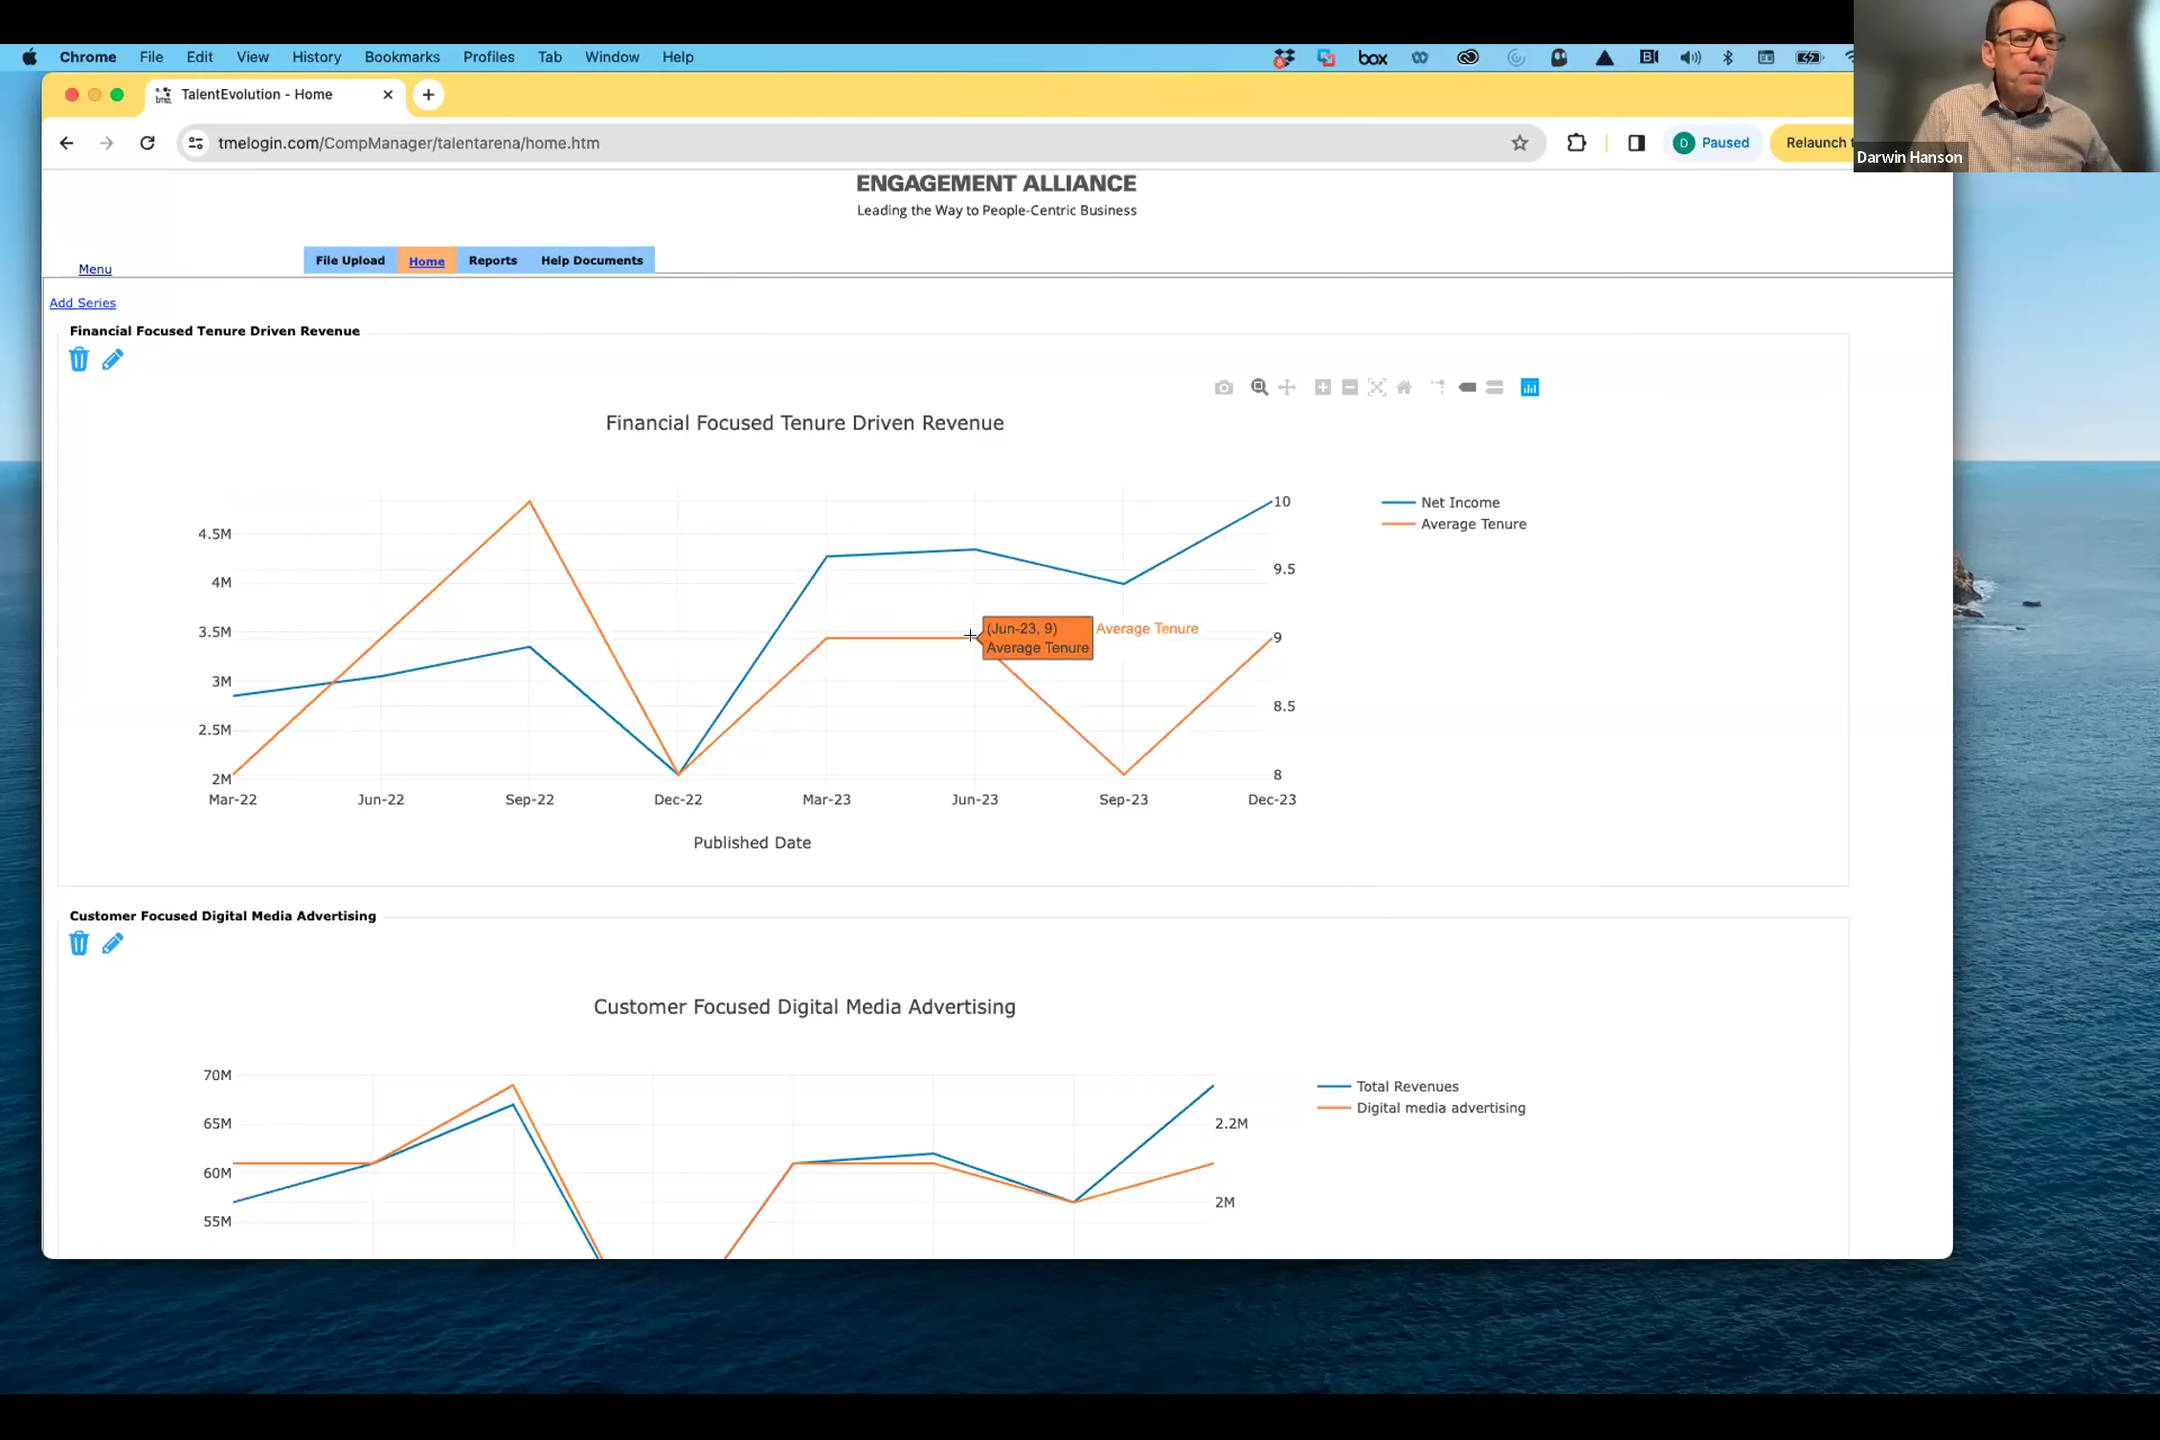 Chrome File Edit View History Bookmarks Profiles Tab Window Help
8 box
TalentEvolution - Home
tmelogin.com/CompManager/talentarena/home.htm
D Paused
Relaunch t
Darwin Hanson
ENGAGEMENT ALLIANCE
Leading the Way to People-Centric Business
Menu
File Upload Home Reports Help Documents
Add Series
Financial Focused Tenure Driven Revenue
Financial Focused Tenure Driven Revenue
4.5M
4M
3.5M
3M
2.5M
2M
10
9.5
9
8.5
8
Net Income
Average Tenure
(Jun-23, 9)
Average Tenure
Average Tenure
Mar-22 Jun-22 Sep-22 Dec-22 Mar-23 Jun-23 Sep-23 Dec-23
Published Date
Customer Focused Digital Media Advertising
Customer Focused Digital Media Advertising
70M
65M
60M
55M
2.2M
2M
Total Revenues
Digital media advertising